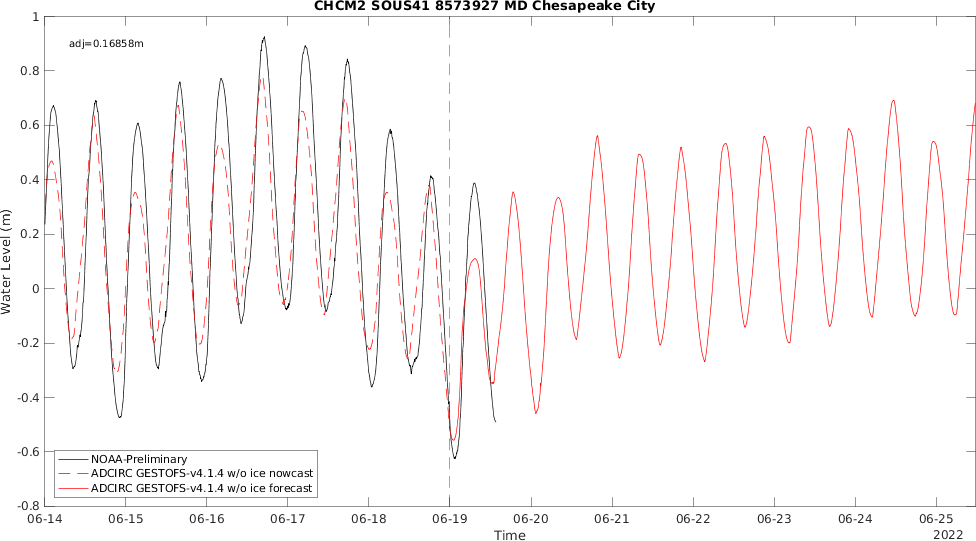 CHCM2 SOUS41 8573927 MD Chesapeake City
adj=0.16858m
1
0.8
0.6
0.4
0.2
0
-0.2
-0.4
-0.6
-0.8
Water Level (m)
NOAA-Preliminary
ADCIRC GESTOFS-v4.1.4 w/o ice nowcast
ADCIRC GESTOFS-v4.1.4 w/o ice forecast
06-14 06-15 06-16 06-17 06-18 06-19 06-20 06-21 06-22 06-23 06-24 06-25
Time
2022